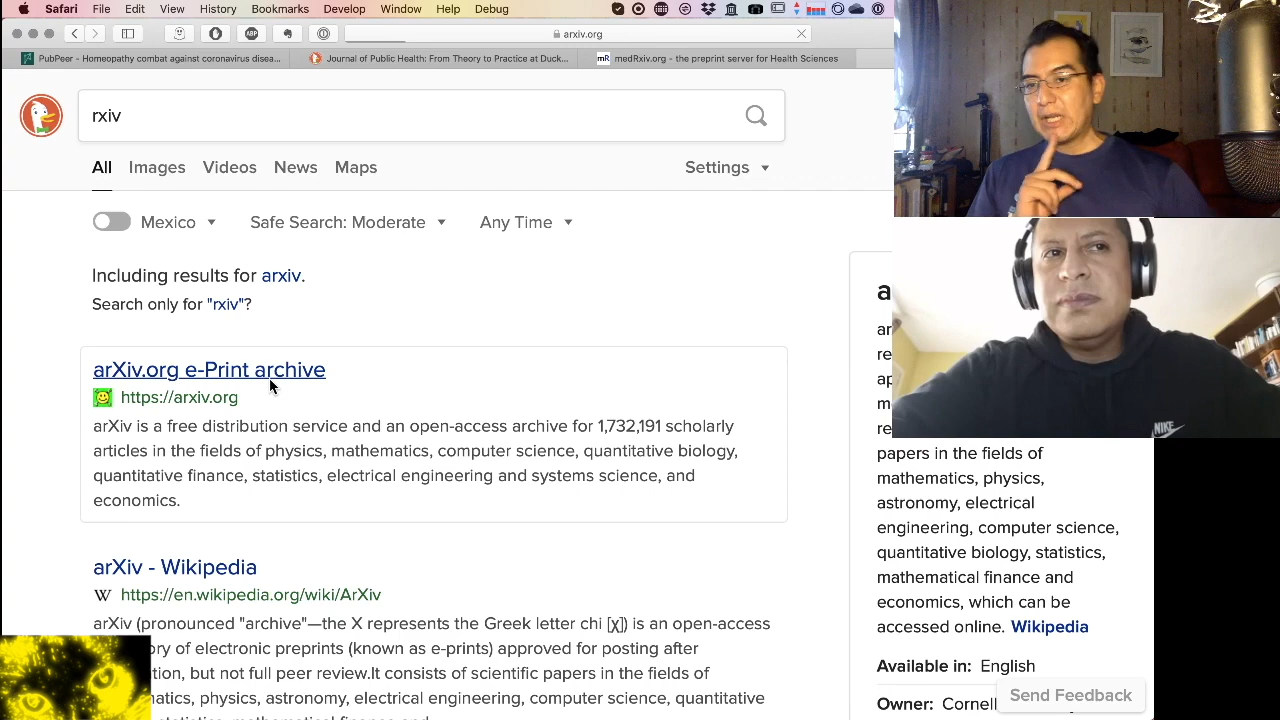 Safari File Edit View History Bookmarks Develop Window Help Debug
arxiv.org
PubPeer - Homeopathy combat against coronavirus disea...
Journal of Public Health: From Theory to Practice at Duck...
mR medRxiv.org - the preprint server for Health Sciences
rxiv
All Images Videos News Maps Settings
Mexico Safe Search: Moderate Any Time
Including results for arxiv.
Search only for "rxiv"?
arXiv.org e-Print archive
https://arxiv.org
arXiv is a free distribution service and an open-access archive for 1,732,191 scholarly
articles in the fields of physics, mathematics, computer science, quantitative biology,
quantitative finance, statistics, electrical engineering and systems science, and
economics.
arXiv - Wikipedia
W https://en.wikipedia.org/wiki/ArXiv
arXiv (pronounced "archive"—the X represents the Greek letter chi [χ]) is an open-access
ory of electronic preprints (known as e-prints) approved for posting after
tion, but not full peer review.It consists of scientific papers in the fields of
matics, physics, astronomy, electrical engineering, computer science, quantitative
papers in the fields of
mathematics, physics,
astronomy, electrical
engineering, computer science,
quantitative biology, statistics,
mathematical finance and
economics, which can be
accessed online. Wikipedia
Available in: English
Owner: Cornell
Send Feedback
NIKE
ABP